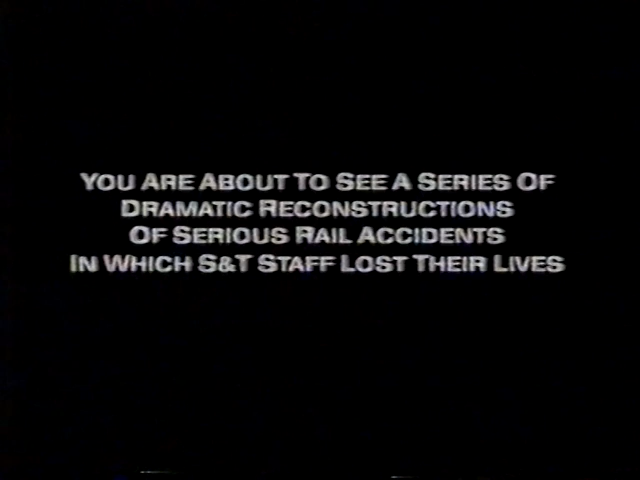 YOU ARE ABOUT TO SEE A SERIES OF
DRAMATIC RECONSTRUCTIONS
OF SERIOUS RAIL ACCIDENTS
IN WHICH S&T STAFF LOST THEIR LIVES